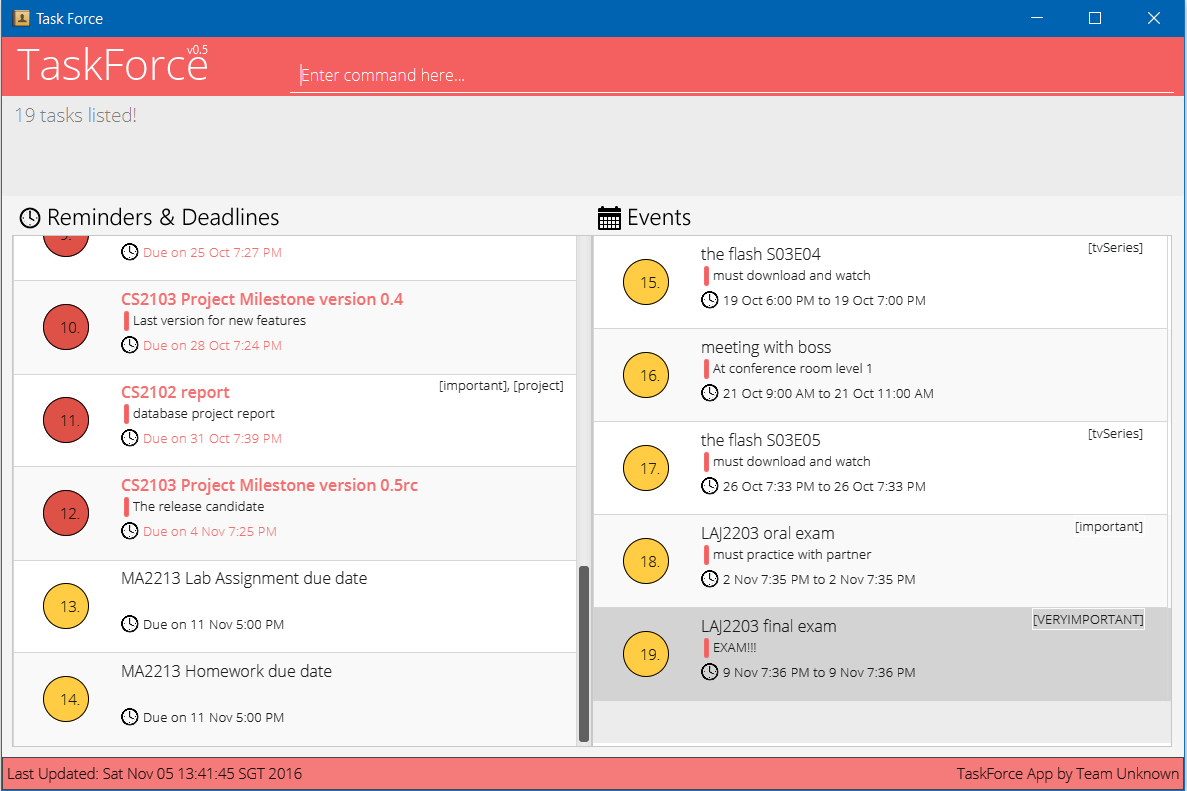 Task Force
TaskForce v0.5
Enter command here...
19 tasks listed!
Reminders & Deadlines
9.
Due on 25 Oct 7:27 PM
10.
CS2103 Project Milestone version 0.4
Last version for new features
Due on 28 Oct 7:24 PM
11.
CS2102 report
[important], [project]
database project report
Due on 31 Oct 7:39 PM
12.
CS2103 Project Milestone version 0.5rc
The release candidate
Due on 4 Nov 7:25 PM
13.
MA2213 Lab Assignment due date
Due on 11 Nov 5:00 PM
14.
MA2213 Homework due date
Due on 11 Nov 5:00 PM
Events
15.
the flash S03E04
[tvSeries]
must download and watch
19 Oct 6:00 PM to 19 Oct 7:00 PM
16.
meeting with boss
At conference room level 1
21 Oct 9:00 AM to 21 Oct 11:00 AM
17.
the flash S03E05
[tvSeries]
must download and watch
26 Oct 7:33 PM to 26 Oct 7:33 PM
18.
LAJ2203 oral exam
[important]
must practice with partner
2 Nov 7:35 PM to 2 Nov 7:35 PM
19.
LAJ2203 final exam
[VERYIMPORTANT]
EXAM!!!
9 Nov 7:36 PM to 9 Nov 7:36 PM
Last Updated: Sat Nov 05 13:41:45 SGT 2016
TaskForce App by Team Unknown